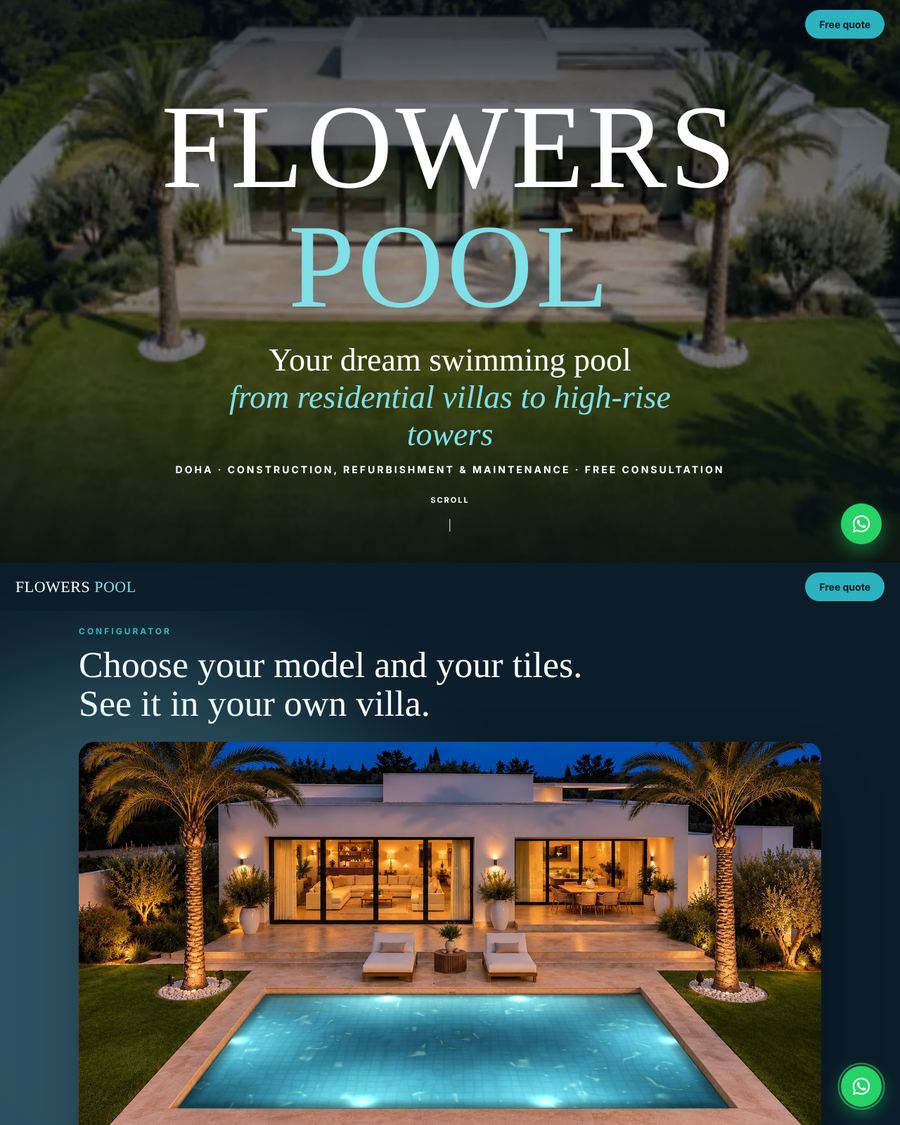 Free quote
FLOWERS
POOL
Your dream swimming pool
from residential villas to high-rise
towers
DOHA · CONSTRUCTION, REFURBISHMENT & MAINTENANCE · FREE CONSULTATION
SCROLL
FLOWERS POOL
Free quote
CONFIGURATOR
Choose your model and your tiles.
See it in your own villa.